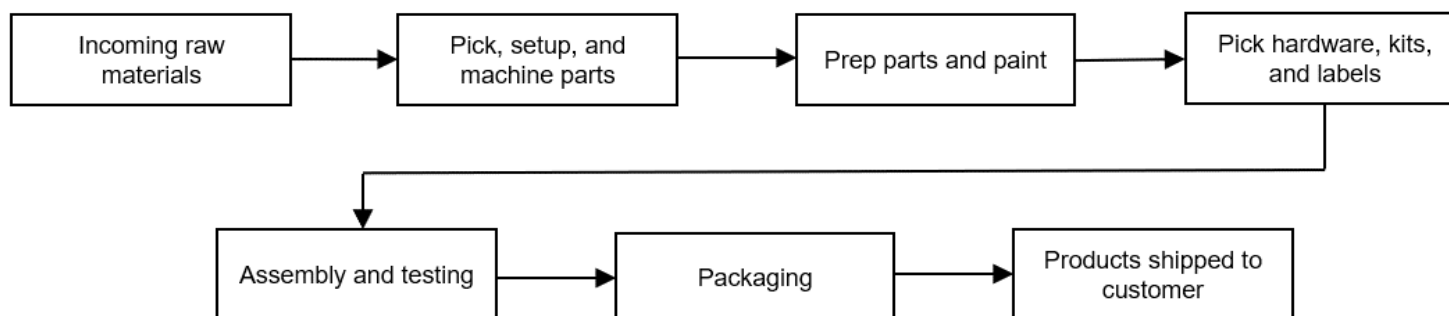 Incoming raw
materials
Pick, setup, and
machine parts
Prep parts and paint
Pick hardware, kits,
and labels
Assembly and testing
Packaging
Products shipped to
customer